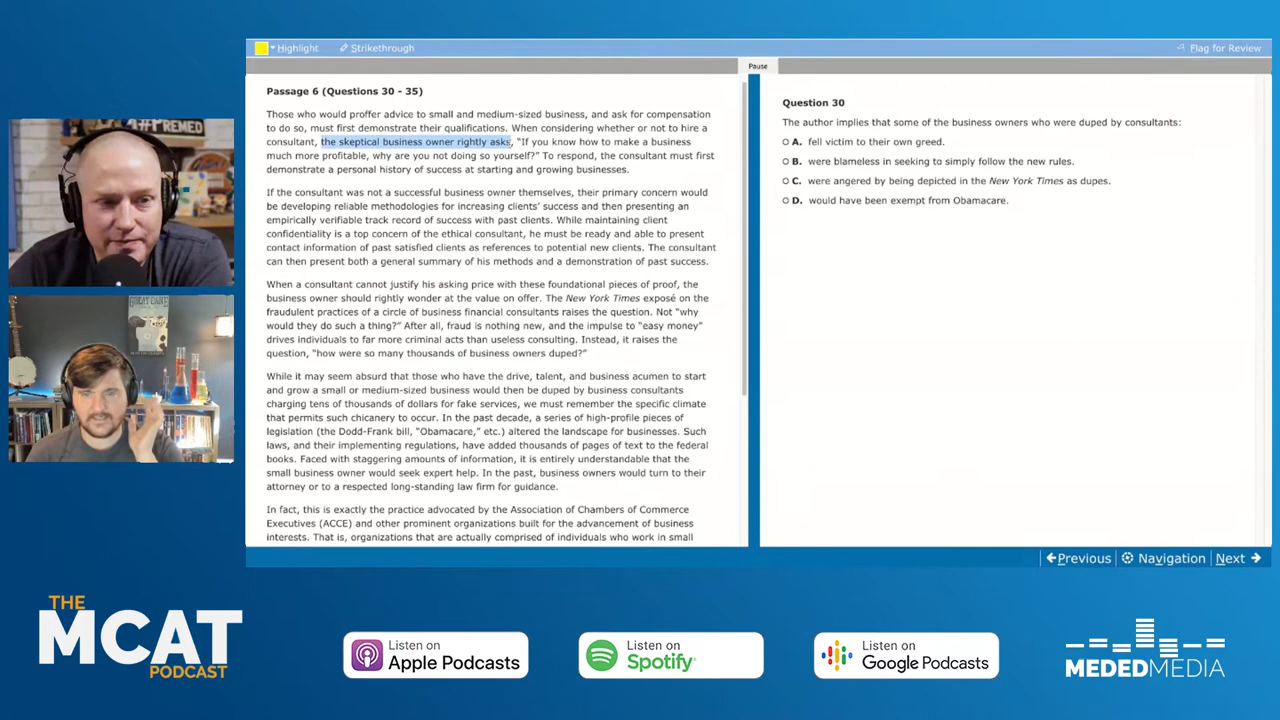 Highlight
Strikethrough
Flag for Review
Pause
Passage 6 (Questions 30 - 35)
Those who would proffer advice to small and medium-sized business, and ask for compensation
to do so, must first demonstrate their qualifications. When considering whether or not to hire a
consultant, the skeptical business owner rightly asks, “If you know how to make a business
much more profitable, why are you not doing so yourself?” To respond, the consultant must first
demonstrate a personal history of success at starting and growing businesses.
If the consultant was not a successful business owner themselves, their primary concern would
be developing reliable methodologies for increasing clients’ success and then presenting an
empirically verifiable track record of success with past clients. While maintaining client
confidentiality is a top concern of the ethical consultant, he must be ready and able to present
contact information of past satisfied clients as references to potential new clients. The consultant
can then present both a general summary of his methods and a demonstration of past success.
When a consultant cannot justify his asking price with these foundational pieces of proof, the
business owner should rightly wonder at the value on offer. The New York Times exposé on the
fraudulent practices of a circle of business financial consultants raises the question. Not “why
would they do such a thing?” After all, fraud is nothing new, and the impulse to “easy money”
drives individuals to far more criminal acts than useless consulting. Instead, it raises the
question, “how were so many thousands of business owners duped?”
While it may seem absurd that those who have the drive, talent, and business acumen to start
and grow a small or medium-sized business would then be duped by business consultants
charging tens of thousands of dollars for fake services, we must remember the specific climate
that permits such chicanery to occur. In the past decade, a series of high-profile pieces of
legislation (the Dodd-Frank bill, “Obamacare,” etc.) altered the landscape for businesses. Such
laws, and their implementing regulations, have added thousands of pages of text to the federal
books. Faced with staggering amounts of information, it is entirely understandable that the
small business owner would seek expert help. In the past, business owners would turn to their
attorney or to a respected long-standing law firm for guidance.
In fact, this is exactly the practice advocated by the Association of Chambers of Commerce
Executives (ACCE) and other prominent organizations built for the advancement of business
interests. That is, organizations that are actually comprised of individuals who work in small
Question 30
The author implies that some of the business owners who were duped by consultants:
A. fell victim to their own greed.
B. were blameless in seeking to simply follow the new rules.
C. were angered by being depicted in the New York Times as dupes.
D. would have been exempt from Obamacare.
Previous
Navigation
Next
#PREMED
GREAT DANE
THE
MCAT
PODCAST
Listen on
Apple Podcasts
Listen on
Spotify
Listen on
Google Podcasts
MEDEDMEDIA